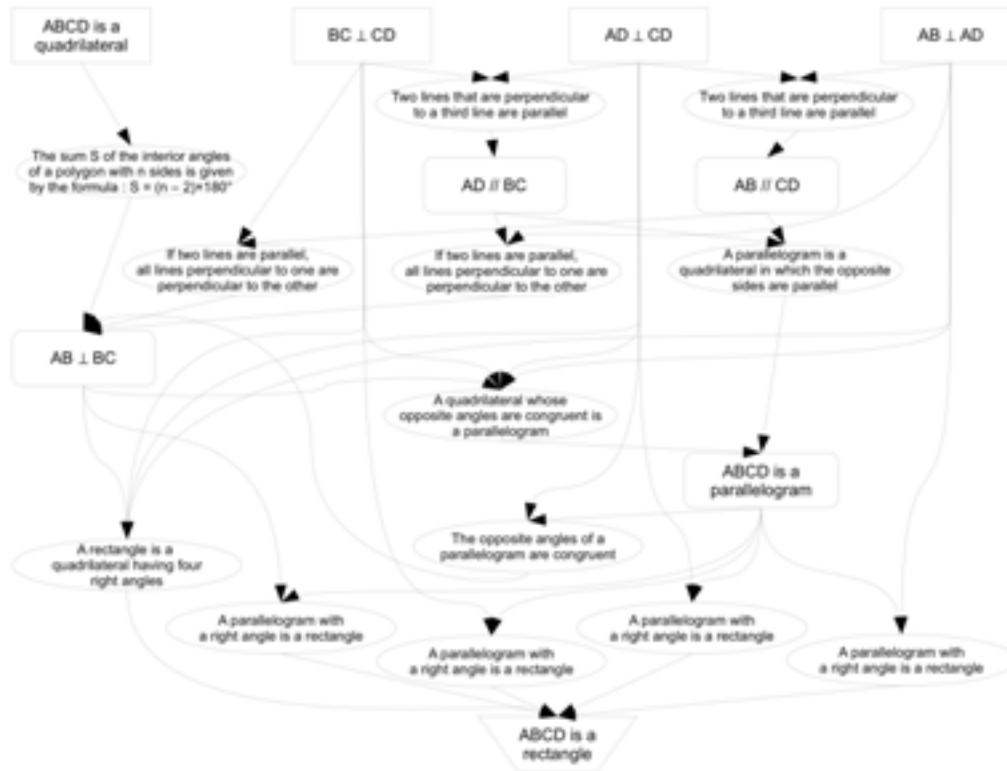 ABCD is a
quadrilateral
BC ⊥ CD
AD ⊥ CD
AB ⊥ AD
Two lines that are perpendicular
to a third line are parallel
Two lines that are perpendicular
to a third line are parallel
The sum S of the interior angles
of a polygon with n sides is given
by the formula : S = (n – 2)×180°
AD // BC
AB // CD
If two lines are parallel,
all lines perpendicular to one are
perpendicular to the other
If two lines are parallel,
all lines perpendicular to one are
perpendicular to the other
A parallelogram is a
quadrilateral in which the opposite
sides are parallel
AB ⊥ BC
A quadrilateral whose
opposite angles are congruent is
a parallelogram
ABCD is a
parallelogram
The opposite angles of a
parallelogram are congruent
A rectangle is a
quadrilateral having four
right angles
A parallelogram with
a right angle is a rectangle
A parallelogram with
a right angle is a rectangle
A parallelogram with
a right angle is a rectangle
A parallelogram with
a right angle is a rectangle
ABCD is a
rectangle